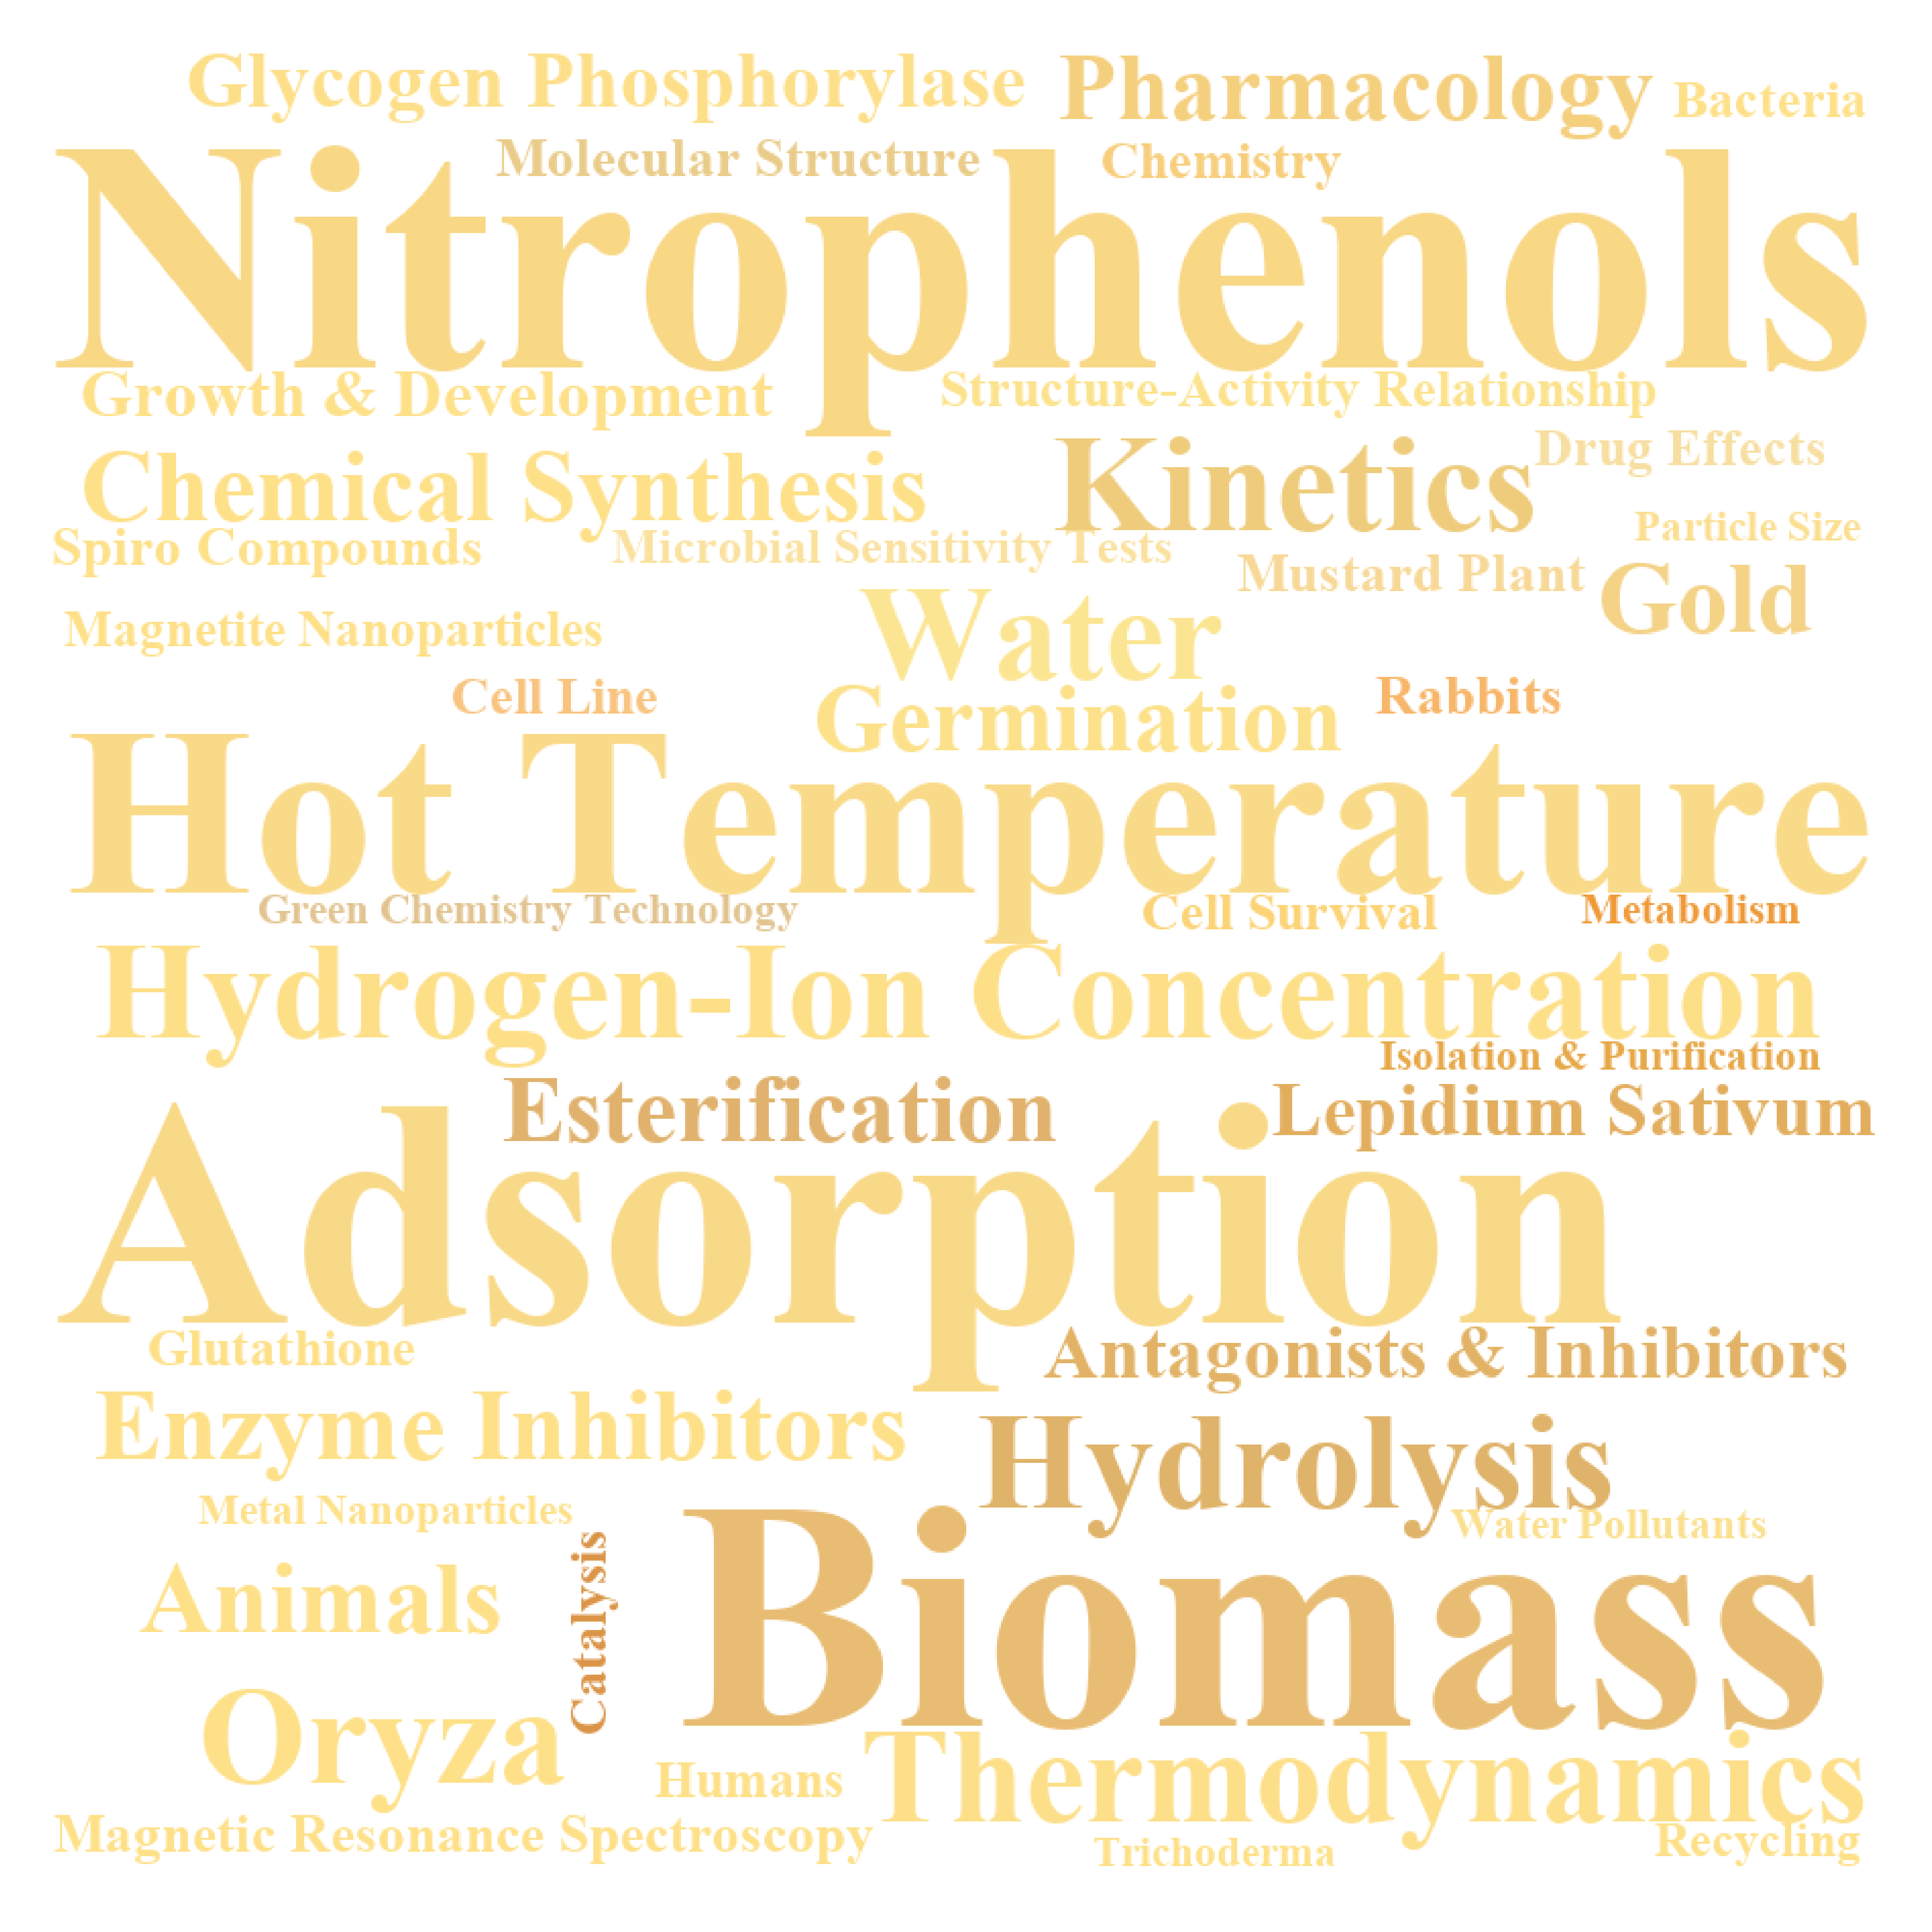 Glycogen Phosphorylase
Pharmacology
Bacteria
Molecular Structure
Chemistry
Nitrophenols
Growth & Development
Structure-Activity Relationship
Chemical Synthesis
Kinetics
Drug Effects
Spiro Compounds
Microbial Sensitivity Tests
Particle Size
Mustard Plant
Gold
Magnetite Nanoparticles
Water
Cell Line
Germination
Rabbits
Hot Temperature
Green Chemistry Technology
Cell Survival
Metabolism
Hydrogen-Ion Concentration
Isolation & Purification
Esterification
Lepidium Sativum
Adsorption
Glutathione
Antagonists & Inhibitors
Enzyme Inhibitors
Hydrolysis
Metal Nanoparticles
Water Pollutants
Animals
Catalysis
Biomass
Oryza
Humans
Thermodynamics
Magnetic Resonance Spectroscopy
Trichoderma
Recycling